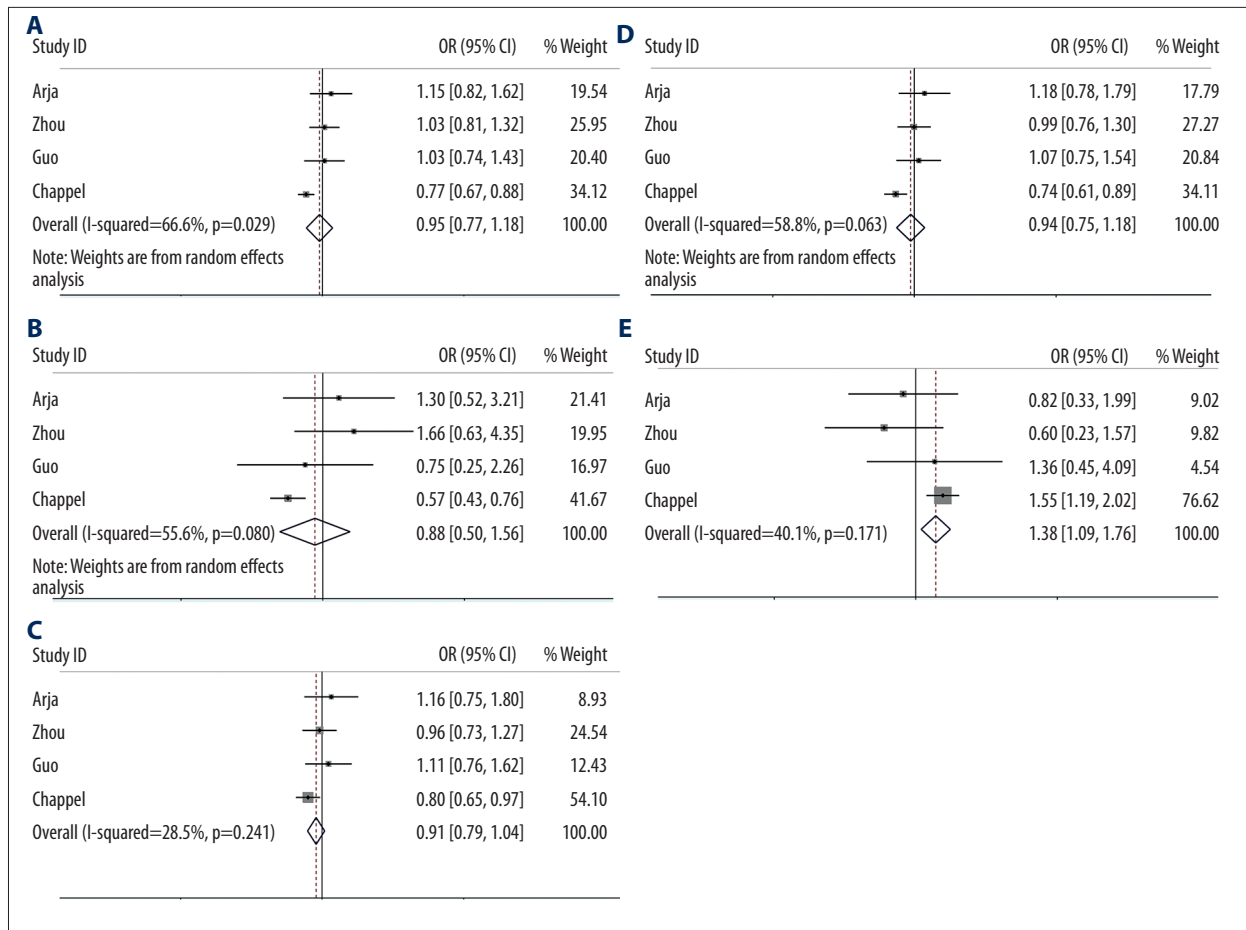 A
Study ID OR (95% CI) % Weight
Arja 1.15 [0.82, 1.62] 19.54
Zhou 1.03 [0.81, 1.32] 25.95
Guo 1.03 [0.74, 1.43] 20.40
Chappel 0.77 [0.67, 0.88] 34.12
Overall (I-squared=66.6%, p=0.029) 0.95 [0.77, 1.18] 100.00
Note: Weights are from random effects
analysis
B
Study ID OR (95% CI) % Weight
Arja 1.30 [0.52, 3.21] 21.41
Zhou 1.66 [0.63, 4.35] 19.95
Guo 0.75 [0.25, 2.26] 16.97
Chappel 0.57 [0.43, 0.76] 41.67
Overall (I-squared=55.6%, p=0.080) 0.88 [0.50, 1.56] 100.00
Note: Weights are from random effects
analysis
C
Study ID OR (95% CI) % Weight
Arja 1.16 [0.75, 1.80] 8.93
Zhou 0.96 [0.73, 1.27] 24.54
Guo 1.11 [0.76, 1.62] 12.43
Chappel 0.80 [0.65, 0.97] 54.10
Overall (I-squared=28.5%, p=0.241) 0.91 [0.79, 1.04] 100.00
D
Study ID OR (95% CI) % Weight
Arja 1.18 [0.78, 1.79] 17.79
Zhou 0.99 [0.76, 1.30] 27.27
Guo 1.07 [0.75, 1.54] 20.84
Chappel 0.74 [0.61, 0.89] 34.11
Overall (I-squared=58.8%, p=0.063) 0.94 [0.75, 1.18] 100.00
Note: Weights are from random effects
analysis
E
Study ID OR (95% CI) % Weight
Arja 0.82 [0.33, 1.99] 9.02
Zhou 0.60 [0.23, 1.57] 9.82
Guo 1.36 [0.45, 4.09] 4.54
Chappel 1.55 [1.19, 2.02] 76.62
Overall (I-squared=40.1%, p=0.171) 1.38 [1.09, 1.76] 100.00